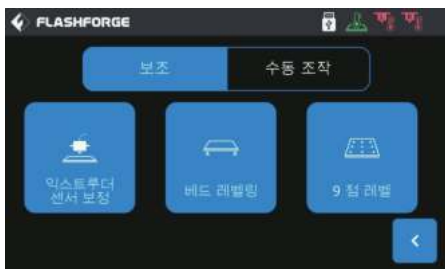 FLASHFORGE
보조
수동 조작
익스트루더
센서 보정
베드 레벨링
9 점 레벨